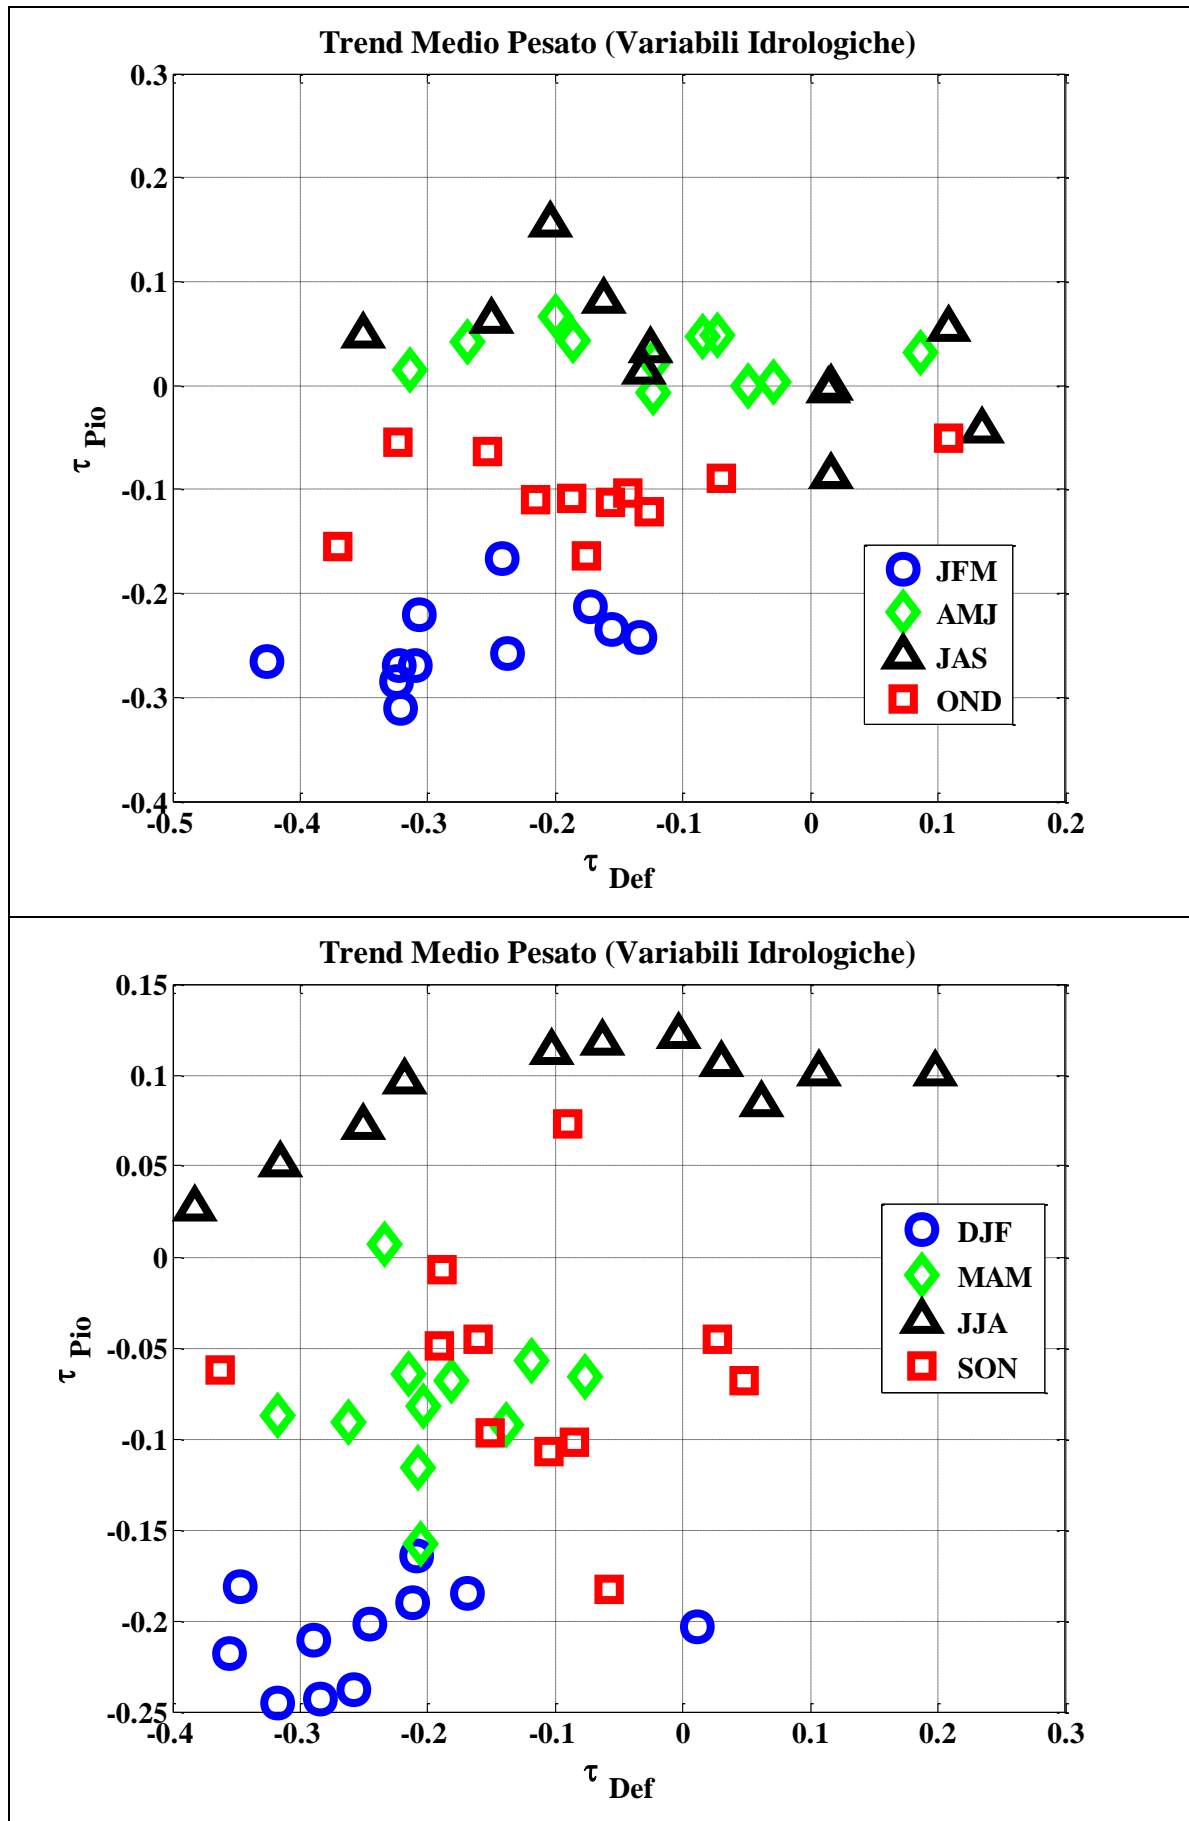 Trend Medio Pesato (Variabili Idrologiche)
0.3
0.2
0.1
0
-0.1
-0.2
-0.3
-0.4
τ Pio
-0.5 -0.4 -0.3 -0.2 -0.1 0 0.1 0.2
τ Def
JFM
AMJ
JAS
OND
Trend Medio Pesato (Variabili Idrologiche)
0.15
0.1
0.05
0
-0.05
-0.1
-0.15
-0.2
-0.25
τ Pio
-0.4 -0.3 -0.2 -0.1 0 0.1 0.2 0.3
τ Def
DJF
MAM
JJA
SON